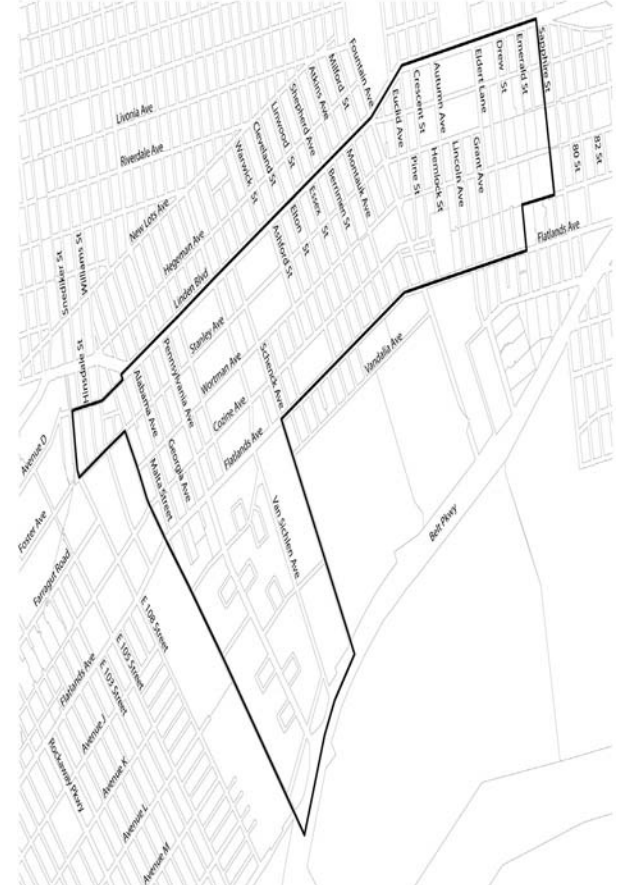 Sapphire St
Emerald St
Drew St
Eldert Lane
Autumn Ave
Crescent St
Euclid Ave
Fountain Ave
Milford St
Atkins Ave
Shepherd Ave
Linwood St
Cleveland St
Warwick St
Livonia Ave
Riverdale Ave
New Lots Ave
Hegeman Ave
Linden Blvd
82 St
80 St
Grant Ave
Lincoln Ave
Hemlock St
Pine St
Montauk Ave
Berrimen St
Essex St
Elton St
Ashford St
Flatlands Ave
Williams St
Snediker St
Hinsdale St
Stanley Ave
Wortman Ave
Cozine Ave
Flatlands Ave
Schenck Ave
Vandalia Ave
Pennsylvania Ave
Alabama Ave
Georgia Ave
Malta Street
Van Sichlen Ave
Belt Pkwy
Avenue D
Foster Ave
Farragut Road
E 108 Street
E 105 Street
E 103 Street
Flatlands Ave
Avenue J
Rockaway Pkwy
Avenue K
Avenue L
Avenue M